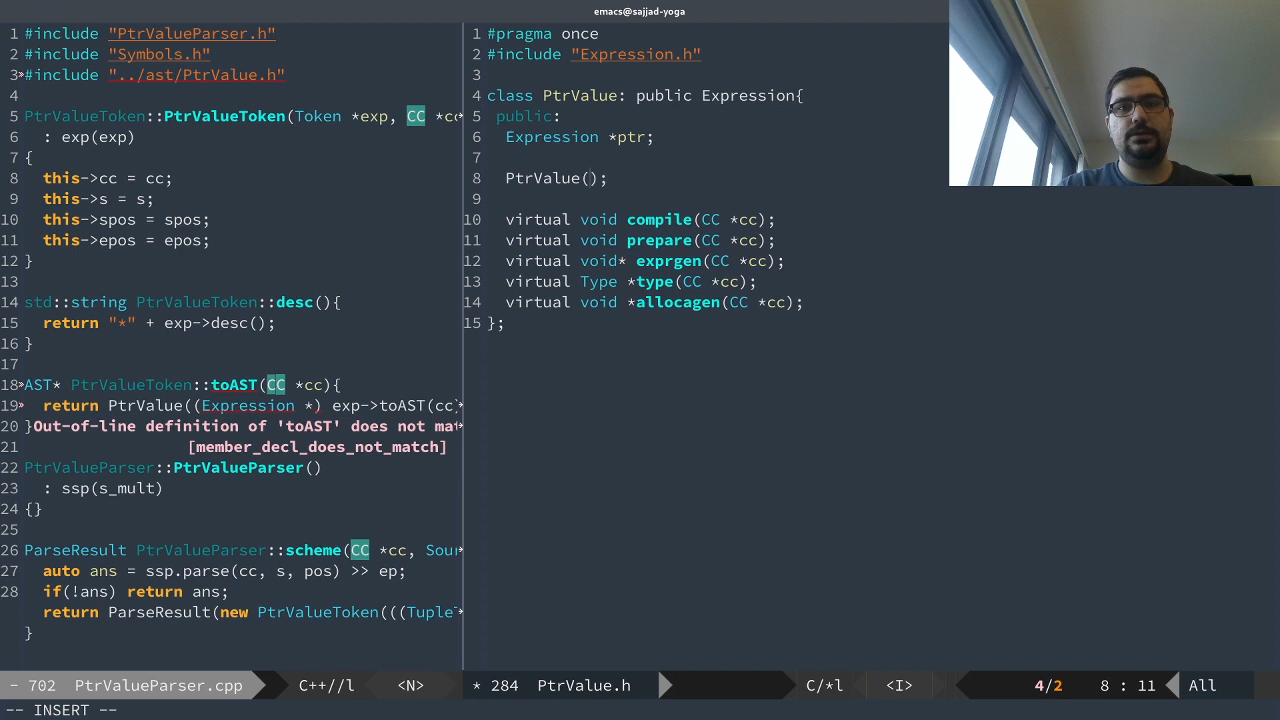 emacs@sajjad-yoga
1 #include "PtrValueParser.h"
2 #include "Symbols.h"
3»#include "../ast/PtrValue.h"
4
5 PtrValueToken::PtrValueToken(Token *exp, CC *cc
6 : exp(exp)
7 {
8 this->cc = cc;
9 this->s = s;
10 this->spos = spos;
11 this->epos = epos;
12 }
13
14 std::string PtrValueToken::desc(){
15 return "*" + exp->desc();
16 }
17
18»AST* PtrValueToken::toAST(CC *cc){
19» return PtrValue((Expression *) exp->toAST(cc)
20 }Out-of-line definition of 'toAST' does not mat
21 [member_decl_does_not_match]
22 PtrValueParser::PtrValueParser()
23 : ssp(s_mult)
24 {}
25
26 ParseResult PtrValueParser::scheme(CC *cc, Sour
27 auto ans = ssp.parse(cc, s, pos) >> ep;
28 if(!ans) return ans;
return ParseResult(new PtrValueToken(((TupleT
}
1 #pragma once
2 #include "Expression.h"
3
4 class PtrValue: public Expression{
5 public:
6 Expression *ptr;
7
8 PtrValue();
9
10 virtual void compile(CC *cc);
11 virtual void prepare(CC *cc);
12 virtual void* exprgen(CC *cc);
13 virtual Type *type(CC *cc);
14 virtual void *allocagen(CC *cc);
15 };
- 702 PtrValueParser.cpp C++//l <N>
* 284 PtrValue.h C/*l <I> 4/2 8 : 11 All
-- INSERT --